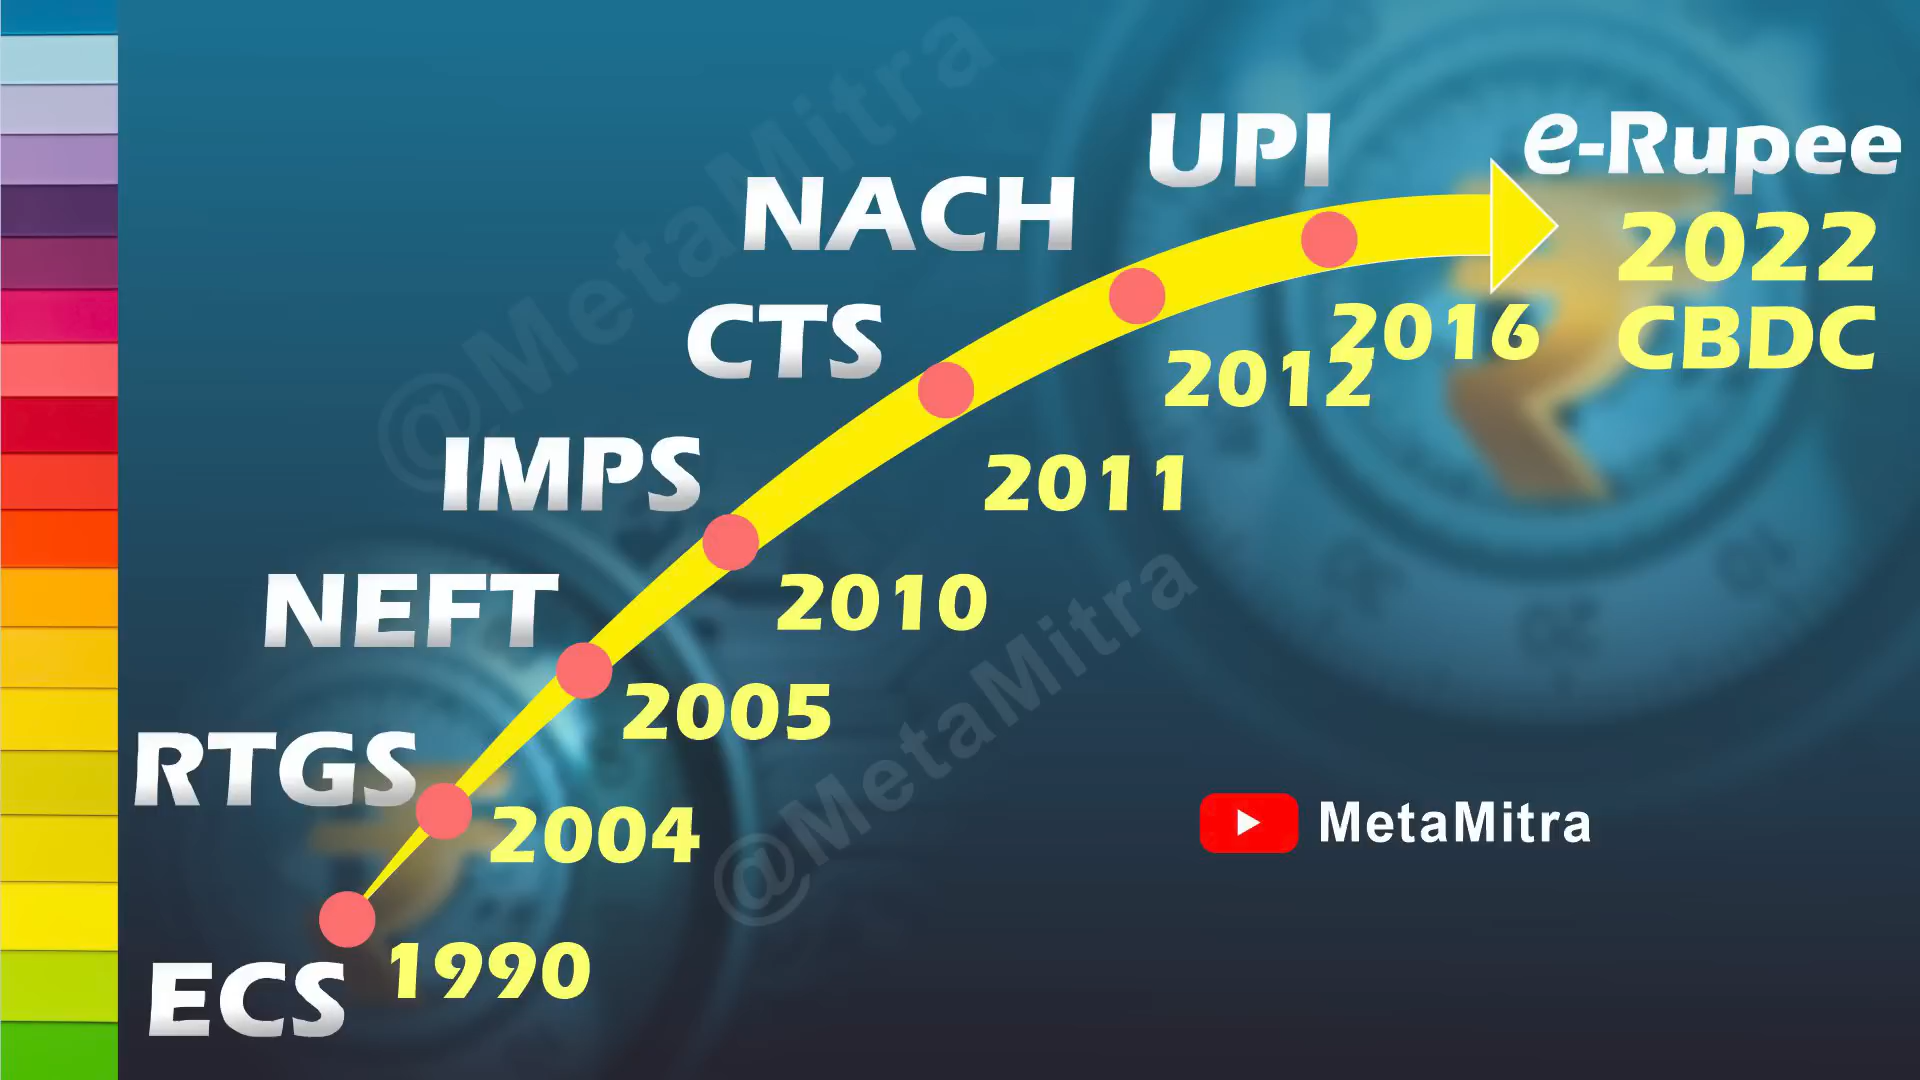 UPI
e-Rupee
NACH
2022
CTS
2016
CBDC
2012
IMPS
2011
NEFT
2010
2005
RTGS
2004
MetaMitra
ECS
1990
@MetaMitra
@MetaMitra